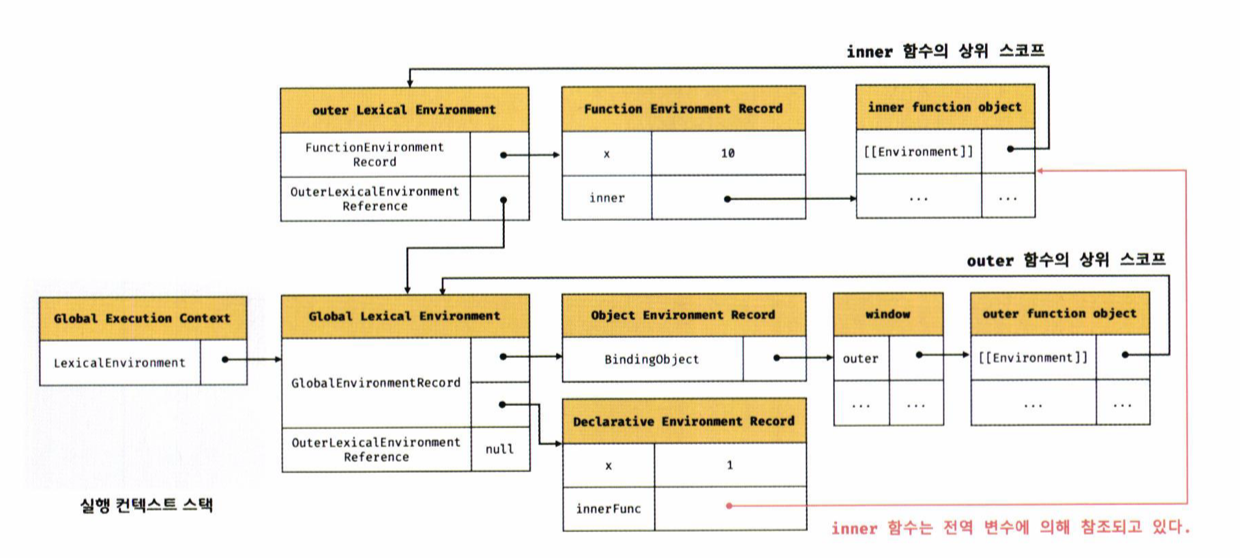 inner 함수의 상위 스코프
outer Lexical Environment
FunctionEnvironment
Record
OuterLexicalEnvironment
Reference
Function Environment Record
x
10
inner
inner function object
[[Environment]]
...
...
outer 함수의 상위 스코프
Global Execution Context
LexicalEnvironment
Global Lexical Environment
GlobalEnvironmentRecord
OuterLexicalEnvironment
Reference
null
Object Environment Record
BindingObject
window
outer
...
...
outer function object
[[Environment]]
...
...
Declarative Environment Record
x
1
innerFunc
실행 컨텍스트 스택
inner 함수는 전역 변수에 의해 참조되고 있다.